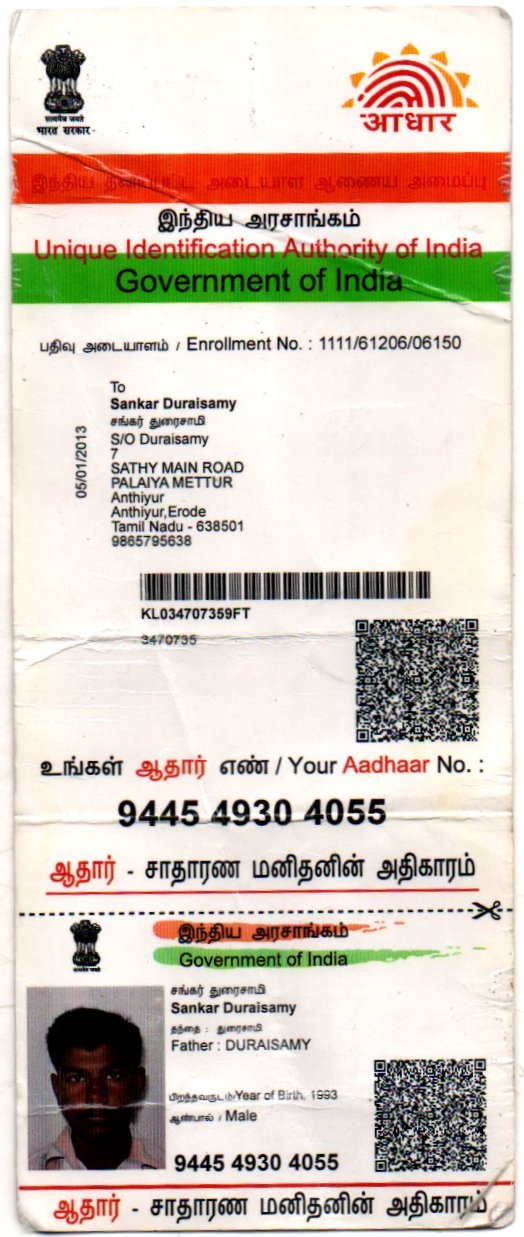 सत्यमेव जयते
भारत सरकार
आधार
இந்திய தனிப்பட்ட அடையாள ஆணைய அமைப்பு
இந்திய அரசாங்கம்
Unique Identification Authority of India
Government of India
பதிவு அடையாளம் / Enrollment No. : 1111/61206/06150
To
Sankar Duraisamy
சங்கர் துரைசாமி
S/O Duraisamy
7
SATHY MAIN ROAD
PALAIYA METTUR
Anthiyur
Anthiyur,Erode
Tamil Nadu - 638501
9865795638
05/01/2013
KL034707359FT
3470735
உங்கள் ஆதார் எண் / Your Aadhaar No. :
9445 4930 4055
ஆதார் - சாதாரண மனிதனின் அதிகாரம்
இந்திய அரசாங்கம்
Government of India
सत्यमेव जयते
சங்கர் துரைசாமி
Sankar Duraisamy
தந்தை : துரைசாமி
Father : DURAISAMY
பிறந்தவருடம்/Year of Birth. 1993
ஆண்பால் / Male
9445 4930 4055
ஆதார் - சாதாரண மனிதனின் அதிகாரம்